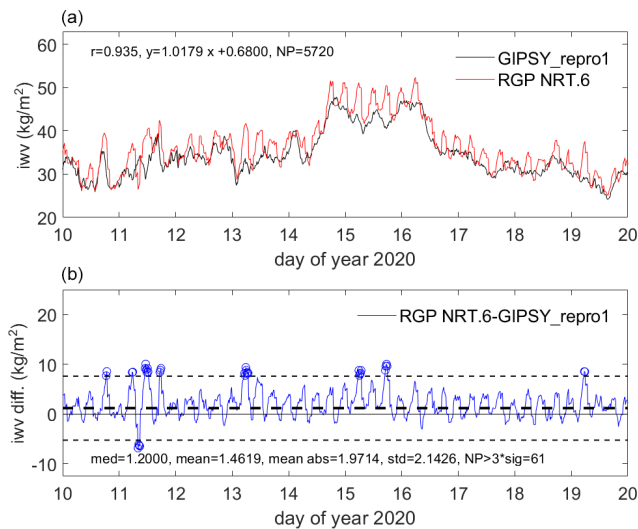 (a)
r=0.935, y=1.0179 x +0.6800, NP=5720
GIPSY_repro1
RGP NRT.6
60
50
40
30
20
iwv (kg/m²)
10 11 12 13 14 15 16 17 18 19 20
day of year 2020
(b)
RGP NRT.6-GIPSY_repro1
20
10
0
-10
iwv diff. (kg/m²)
med=1.2000, mean=1.4619, mean abs=1.9714, std=2.1426, NP>3*sig=61
10 11 12 13 14 15 16 17 18 19 20
day of year 2020